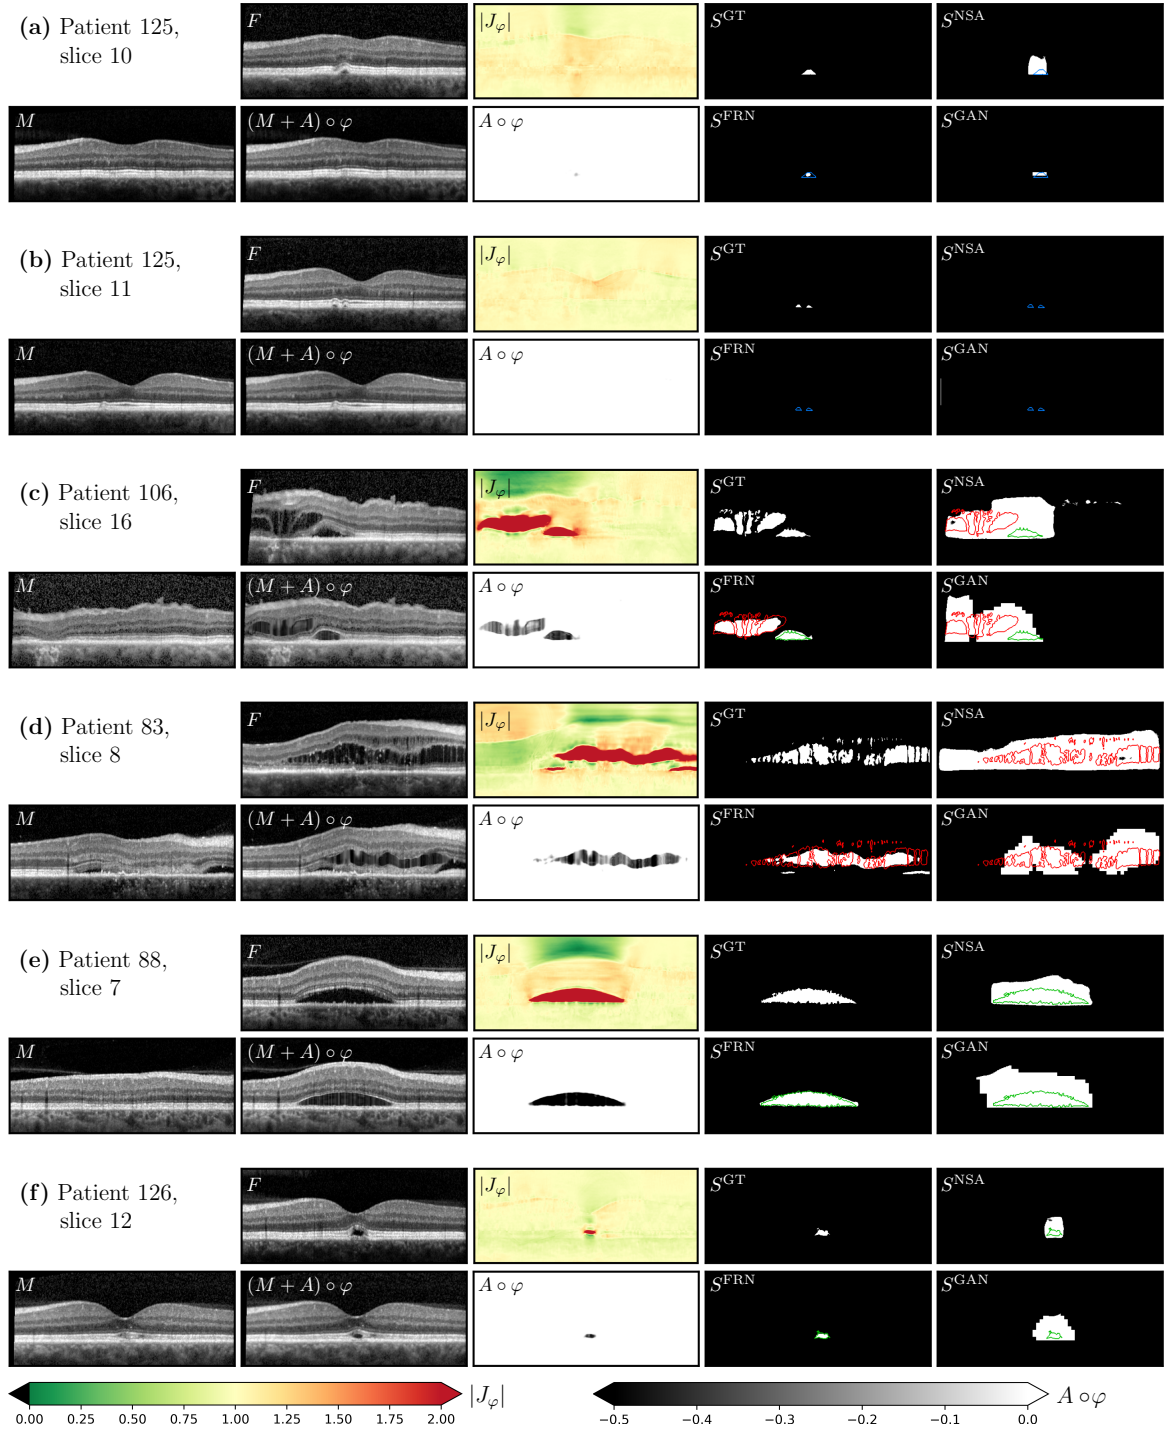 (a) Patient 125,
slice 10
F
|J_φ|
S^GT
S^NSA
M
(M + A) ∘ φ
A ∘ φ
S^FRN
S^GAN
(b) Patient 125,
slice 11
F
|J_φ|
S^GT
S^NSA
M
(M + A) ∘ φ
A ∘ φ
S^FRN
S^GAN
(c) Patient 106,
slice 16
F
|J_φ|
S^GT
S^NSA
M
(M + A) ∘ φ
A ∘ φ
S^FRN
S^GAN
(d) Patient 83,
slice 8
F
|J_φ|
S^GT
S^NSA
M
(M + A) ∘ φ
A ∘ φ
S^FRN
S^GAN
(e) Patient 88,
slice 7
F
|J_φ|
S^GT
S^NSA
M
(M + A) ∘ φ
A ∘ φ
S^FRN
S^GAN
(f) Patient 126,
slice 12
F
|J_φ|
S^GT
S^NSA
M
(M + A) ∘ φ
A ∘ φ
S^FRN
S^GAN
0.00 0.25 0.50 0.75 1.00 1.25 1.50 1.75 2.00 |J_φ|
−0.5 −0.4 −0.3 −0.2 −0.1 0.0 A ∘ φ